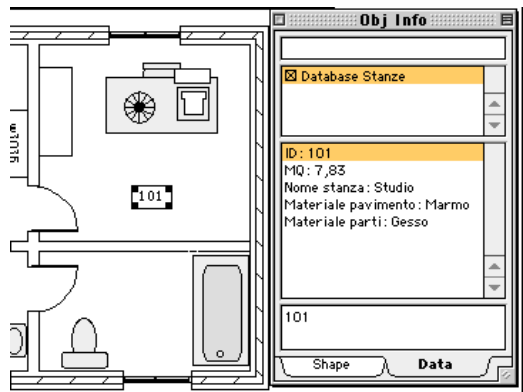 Obj Info
Database Stanze
ID: 101
MQ: 7,83
Nome stanza: Studio
Materiale pavimento: Marmo
Materiale parti: Gesso
101
101
Shape
Data